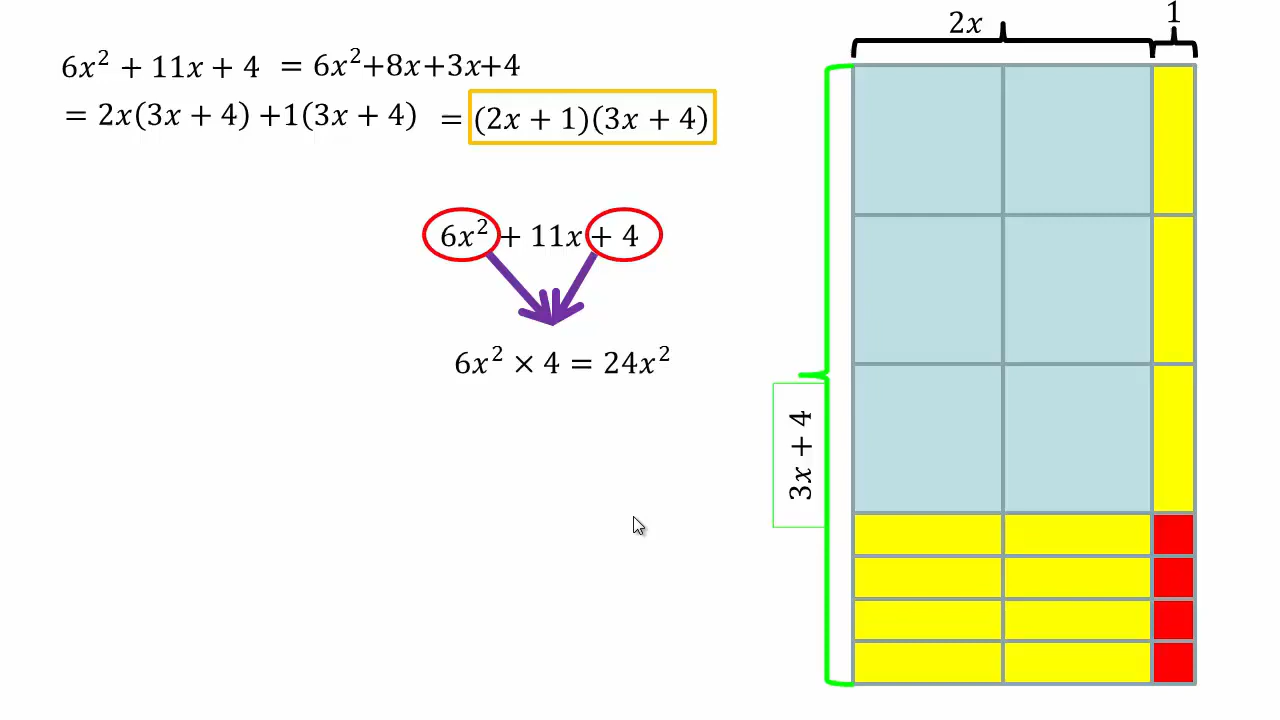 6x² + 11x + 4 = 6x²+8x+3x+4
= 2x(3x + 4) +1(3x + 4) = (2x + 1)(3x + 4)
6x² + 11x + 4
6x² × 4 = 24x²
2x
1
3x + 4